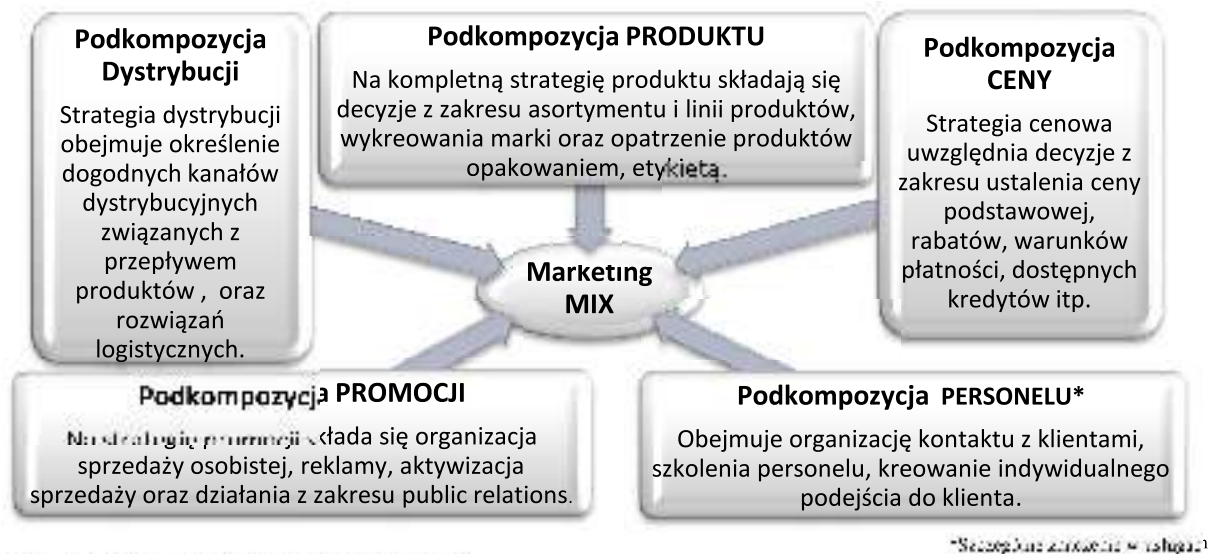 Podkompozycja
Dystrybucji
Strategia dystrybucji
obejmuje określenie
dogodnych kanałów
dystrybucyjnych
związanych z
przepływem
produktów , oraz
rozwiązań
logistycznych.
Podkompozycja PRODUKTU
Na kompletną strategię produktu składają się
decyzje z zakresu asortymentu i linii produktów,
wykreowania marki oraz opatrzenie produktów
opakowaniem, etykietą.
Podkompozycja
CENY
Strategia cenowa
uwzględnia decyzje z
zakresu ustalenia ceny
podstawowej,
rabatów, warunków
płatności, dostępnych
kredytów itp.
Marketing
MIX
Podkompozycja PROMOCJI
Na strategię promocji składa się organizacja
sprzedaży osobistej, reklamy, aktywizacja
sprzedaży oraz działania z zakresu public relations.
Podkompozycja PERSONELU*
Obejmuje organizację kontaktu z klientami,
szkolenia personelu, kreowanie indywidualnego
podejścia do klienta.